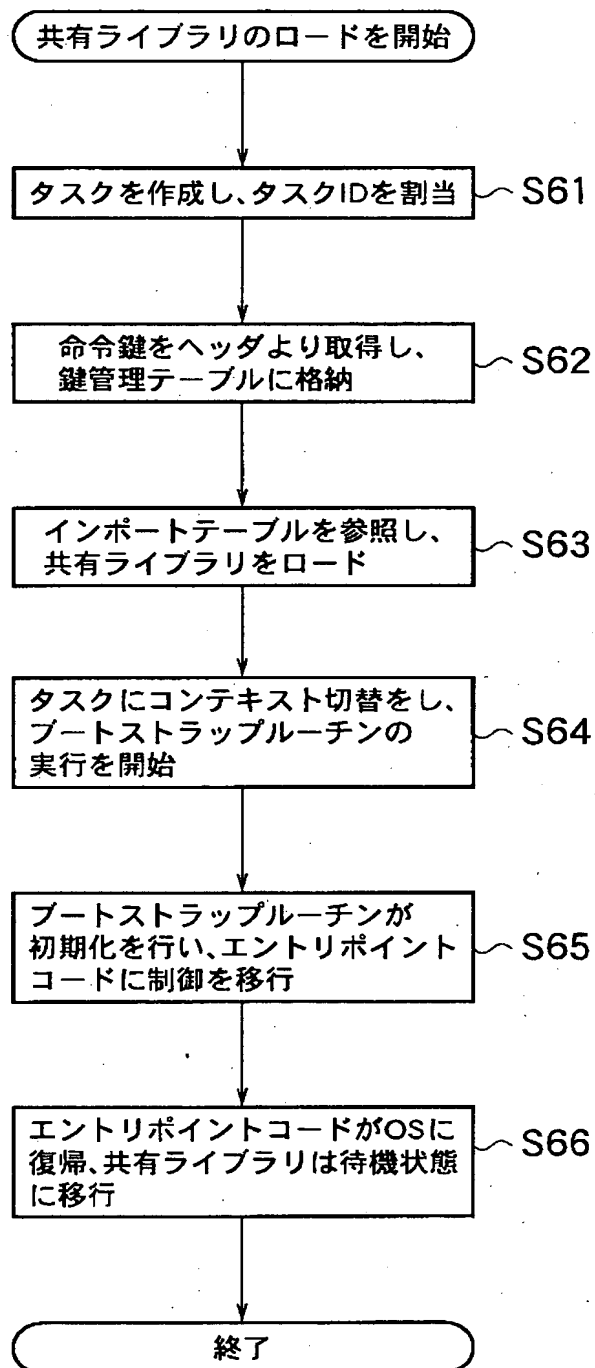 共有ライブラリのロードを開始
タスクを作成し、タスクIDを割当
S61
命令鍵をヘッダより取得し、
鍵管理テーブルに格納
S62
インポートテーブルを参照し、
共有ライブラリをロード
S63
タスクにコンテキスト切替をし、
ブートストラップルーチンの
実行を開始
S64
ブートストラップルーチンが
初期化を行い、エントリポイント
コードに制御を移行
S65
エントリポイントコードがOSに
復帰、共有ライブラリは待機状態
に移行
S66
終了